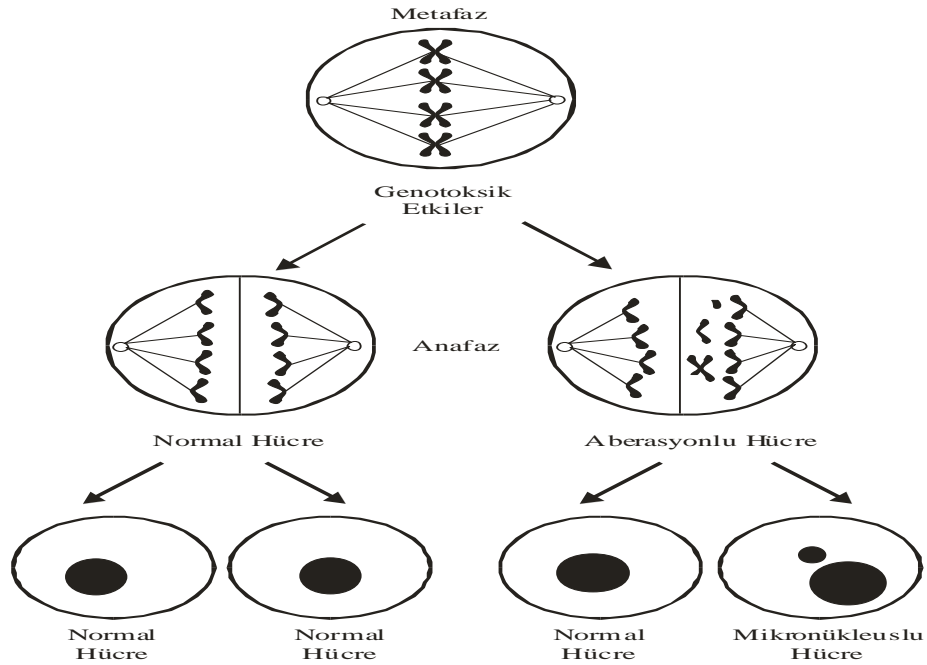 Metafaz
Genotoksik
Etkiler
Anafaz
Normal Hücre
Aberasyonlu Hücre
Normal
Hücre
Normal
Hücre
Normal
Hücre
Mikronükleuslu
Hücre